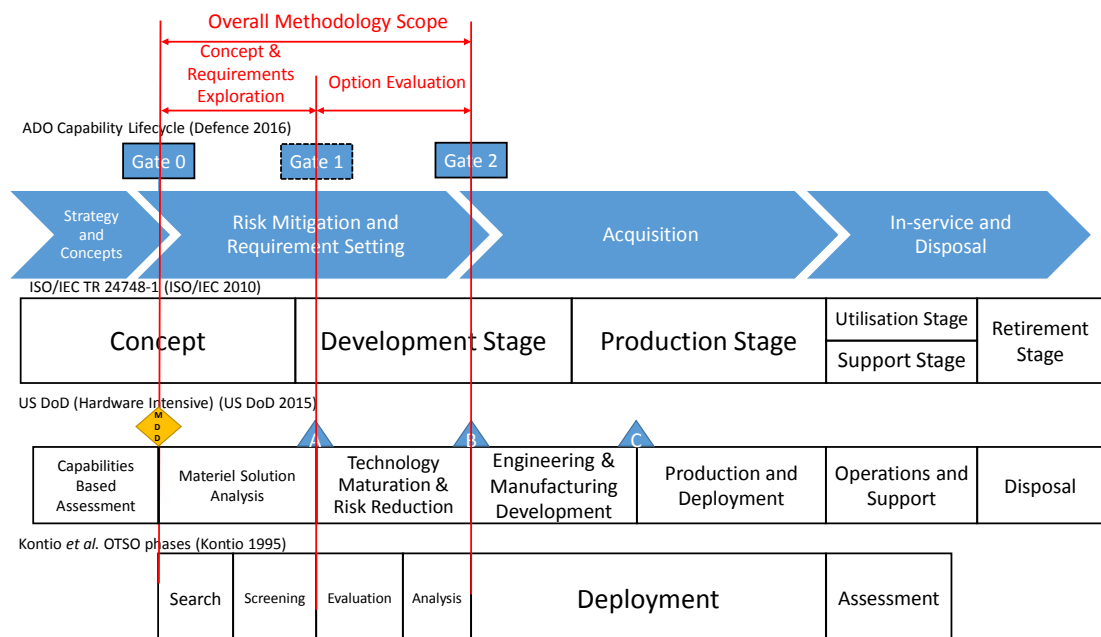 Overall Methodology Scope
Concept &
Requirements
Exploration
Option Evaluation
ADO Capability Lifecycle (Defence 2016)
Gate 0
Gate 1
Gate 2
Strategy
and
Concepts
Risk Mitigation and
Requirement Setting
Acquisition
In-service and
Disposal
ISO/IEC TR 24748-1 (ISO/IEC 2010)
Concept
Development Stage
Production Stage
Utilisation Stage
Support Stage
Retirement
Stage
US DoD (Hardware Intensive) (US DoD 2015)
M
D
D
A
B
C
Capabilities
Based
Assessment
Materiel Solution
Analysis
Technology
Maturation &
Risk Reduction
Engineering &
Manufacturing
Development
Production and
Deployment
Operations and
Support
Disposal
Kontio et al. OTSO phases (Kontio 1995)
Search
Screening
Evaluation
Analysis
Deployment
Assessment